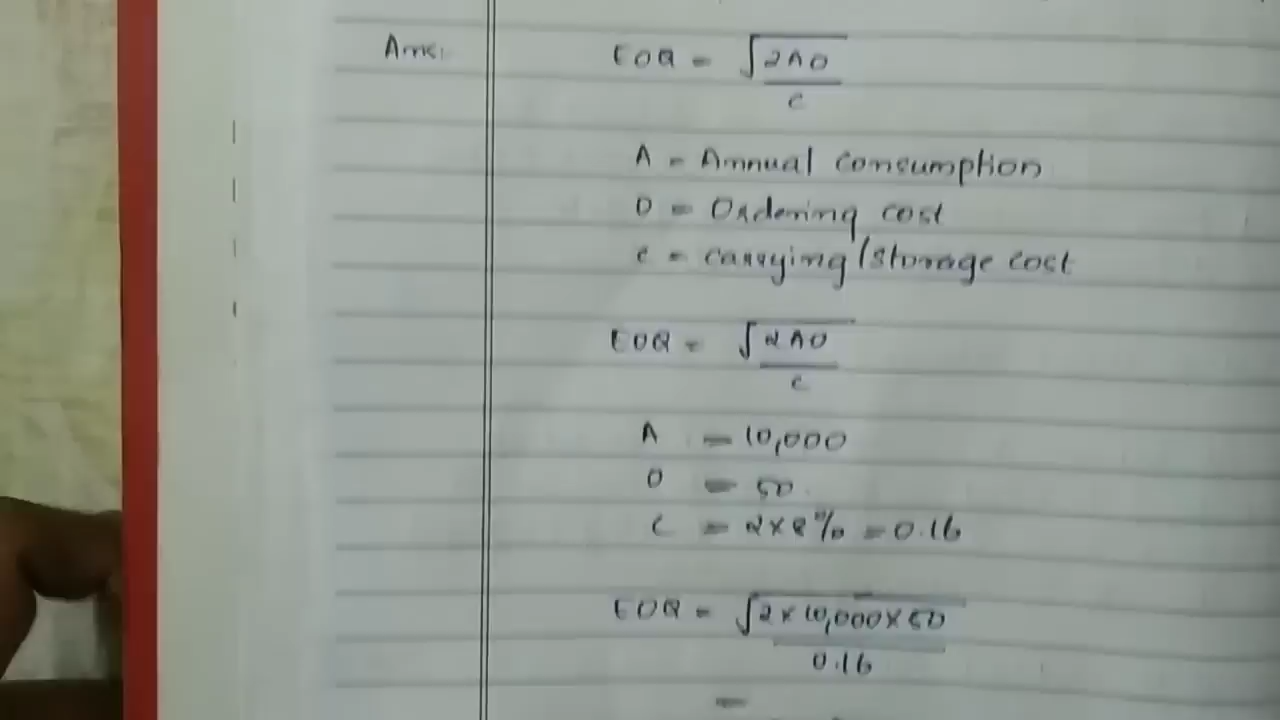 Ans:
EOQ = √2AO
C
A = Annual consumption
O = Ordering cost
C = carrying/storage cost
EOQ = √2AO
C
A = 10,000
O = 50
C = 2×8% = 0.16
EOQ = √2×10,000×50
0.16
=